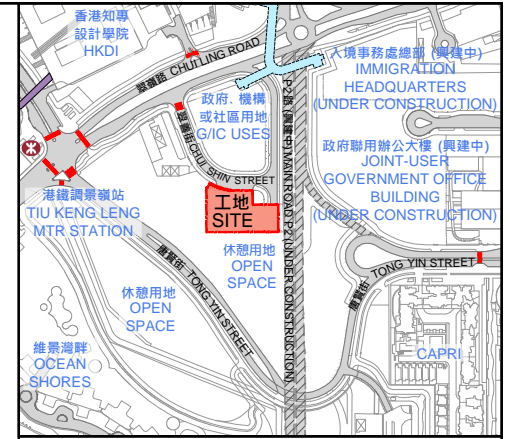 香港知專
設計學院
HKDI
翠嶺路 CHUI LING ROAD
入境事務處總部 (興建中)
IMMIGRATION
HEADQUARTERS
(UNDER CONSTRUCTION)
政府、機構
或社區用地
G/IC USES
翠善街 CHUI SHIN STREET
P2路 (興建中) MAIN ROAD P2 (UNDER CONSTRUCTION)
政府聯用辦公大樓 (興建中)
JOINT-USER
GOVERNMENT OFFICE
BUILDING
(UNDER CONSTRUCTION)
港鐵調景嶺站
TIU KENG LENG
MTR STATION
工地
SITE
休憩用地
OPEN
SPACE
唐賢街 TONG YIN STREET
休憩用地
OPEN
SPACE
唐賢街 TONG YIN STREET
維景灣畔
OCEAN
SHORES
CAPRI